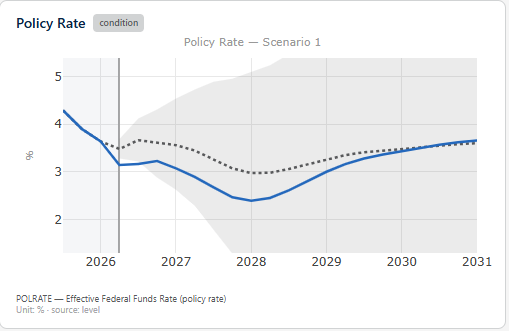 Policy Rate condition
Policy Rate — Scenario 1
5
4
%
3
2
2026 2027 2028 2029 2030 2031
POLRATE — Effective Federal Funds Rate (policy rate)
Unit: % · source: level